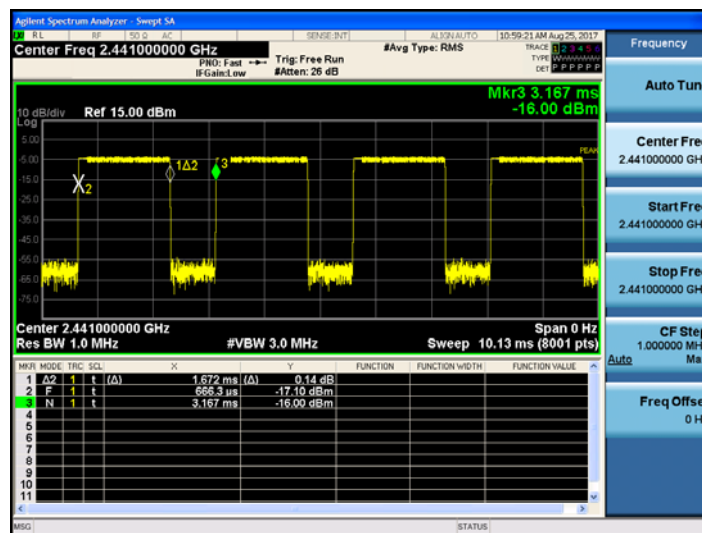 Agilent Spectrum Analyzer - Swept SA
RL RF 50 Ω AC SENSE:INT ALIGN AUTO 10:59:21 AM Aug 25, 2017
Center Freq 2.441000000 GHz
#Avg Type: RMS
TRACE 1 2 3 4 5 6
PNO: Fast
Trig: Free Run
TYPE
IFGain:Low
#Atten: 26 dB
DET P P P P P P
Frequency
Mkr3 3.167 ms
-16.00 dBm
10 dB/div Ref 15.00 dBm
Log
5.00
-5.00
-15.0
-25.0
-35.0
-45.0
-55.0
-65.0
-75.0
PEAK
1Δ2
3
2
Center 2.441000000 GHz Span 0 Hz
Res BW 1.0 MHz #VBW 3.0 MHz Sweep 10.13 ms (8001 pts)
MKR MODE TRC SCL X Y FUNCTION FUNCTION WIDTH FUNCTION VALUE
1 Δ2 1 t (Δ) 1.672 ms (Δ) 0.14 dB
2 F 1 t 666.3 µs -17.10 dBm
3 N 1 t 3.167 ms -16.00 dBm
4
5
6
7
8
9
10
11
MSG STATUS
Auto Tun
Center Fre
2.441000000 GH
Start Fre
2.441000000 GH
Stop Fre
2.441000000 GH
CF Step
1.000000 MH
Auto Ma
Freq Offse
0 H